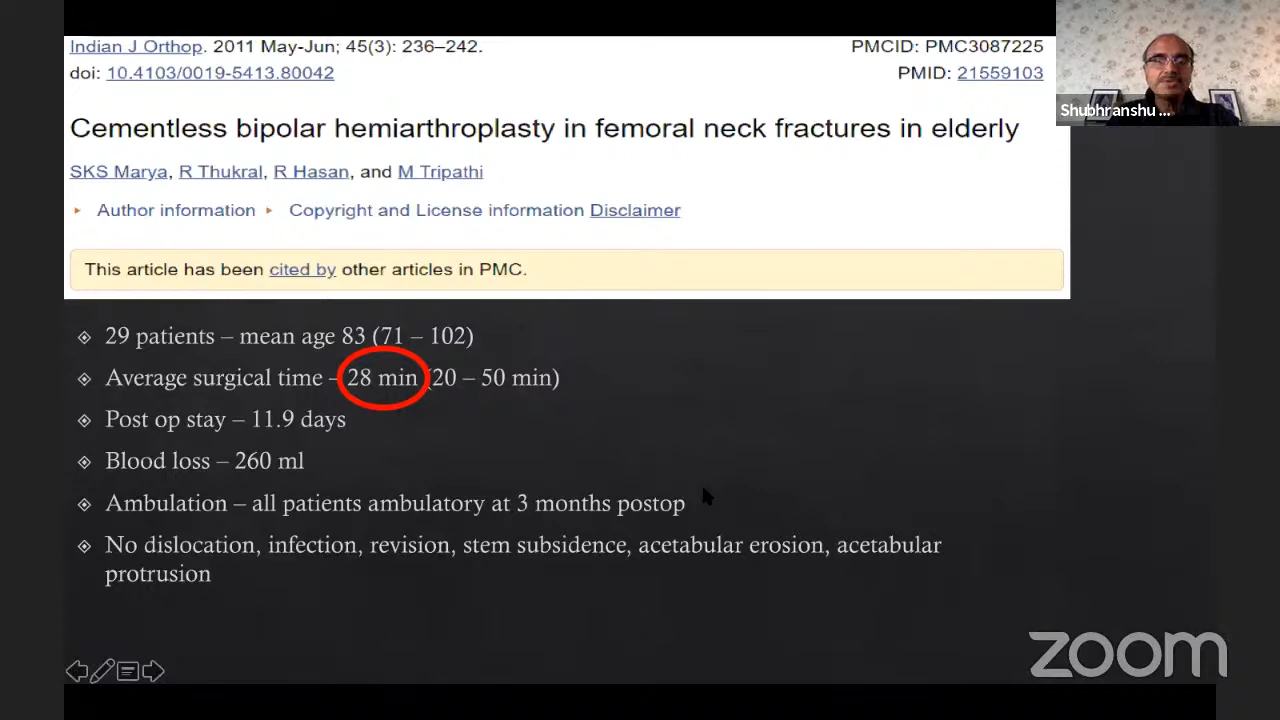 Indian J Orthop. 2011 May-Jun; 45(3): 236–242.
PMCID: PMC3087225
doi: 10.4103/0019-5413.80042
PMID: 21559103
Shubhranshu ...
Cementless bipolar hemiarthroplasty in femoral neck fractures in elderly
SKS Marya, R Thukral, R Hasan, and M Tripathi
Author information
Copyright and License information Disclaimer
This article has been cited by other articles in PMC.
29 patients – mean age 83 (71 – 102)
Average surgical time – 28 min (20 – 50 min)
Post op stay – 11.9 days
Blood loss – 260 ml
Ambulation – all patients ambulatory at 3 months postop
No dislocation, infection, revision, stem subsidence, acetabular erosion, acetabular
protrusion
zoom